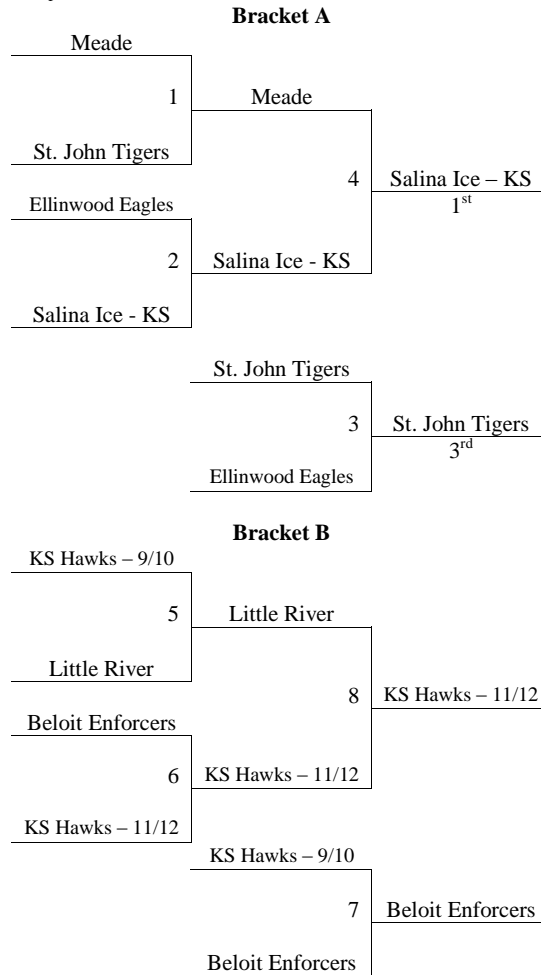 Bracket A
Meade
1
Meade
St. John Tigers
4
Salina Ice – KS
1st
Ellinwood Eagles
2
Salina Ice - KS
Salina Ice - KS
St. John Tigers
3
St. John Tigers
3rd
Ellinwood Eagles
Bracket B
KS Hawks – 9/10
5
Little River
Little River
8
KS Hawks – 11/12
Beloit Enforcers
6
KS Hawks – 11/12
KS Hawks – 11/12
KS Hawks – 9/10
7
Beloit Enforcers
Beloit Enforcers